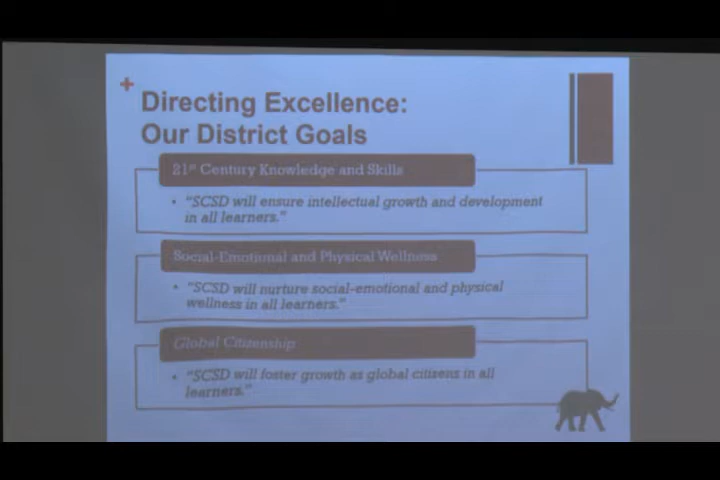 Directing Excellence:
Our District Goals
21st Century Knowledge and Skills
• "SCSD will ensure intellectual growth and development
in all learners."
Social-Emotional and Physical Wellness
• "SCSD will nurture social-emotional and physical
wellness in all learners."
Global Citizenship
• "SCSD will foster growth as global citizens in all
learners."